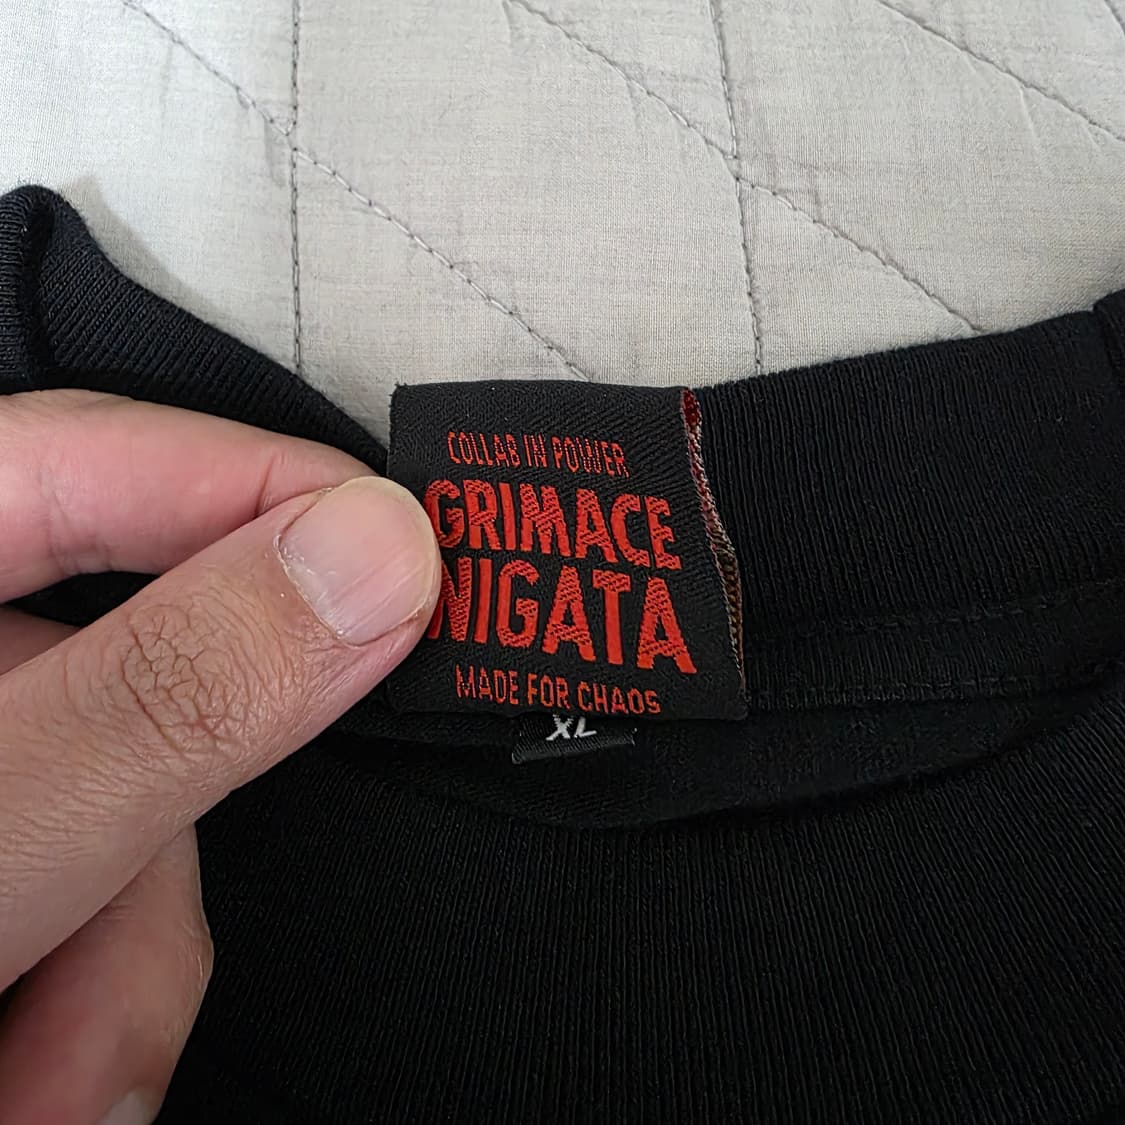 COLLAB IN POWER
GRIMACE
NIGATA
MADE FOR CHAOS
XL